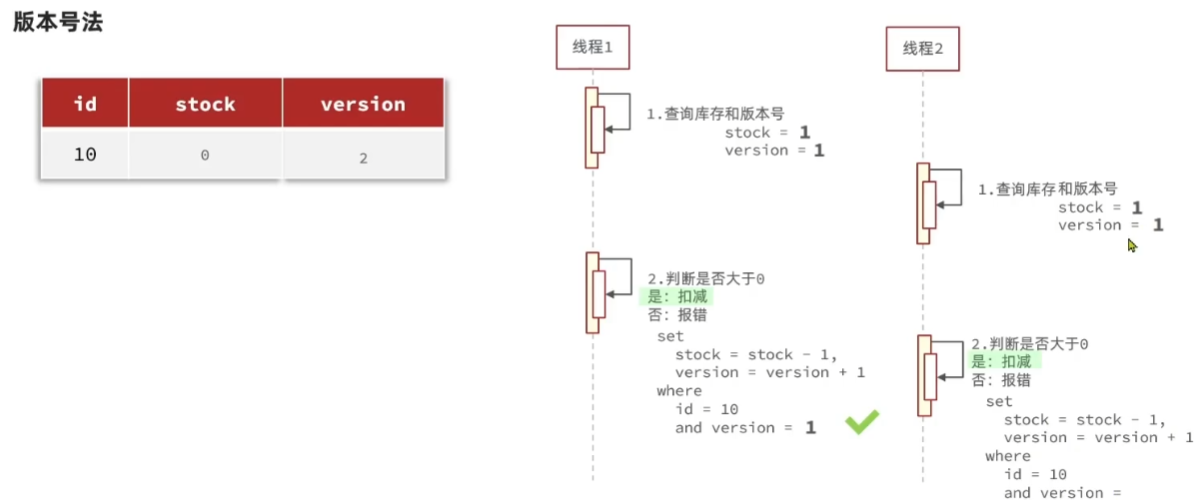 版本号法
id stock version
10 0 2
线程1
1.查询库存和版本号
stock = 1
version = 1
2.判断是否大于0
是：扣减
否：报错
set
stock = stock - 1,
version = version + 1
where
id = 10
and version = 1
线程2
1.查询库存和版本号
stock = 1
version = 1
2.判断是否大于0
是：扣减
否：报错
set
stock = stock - 1,
version = version + 1
where
id = 10
and version =